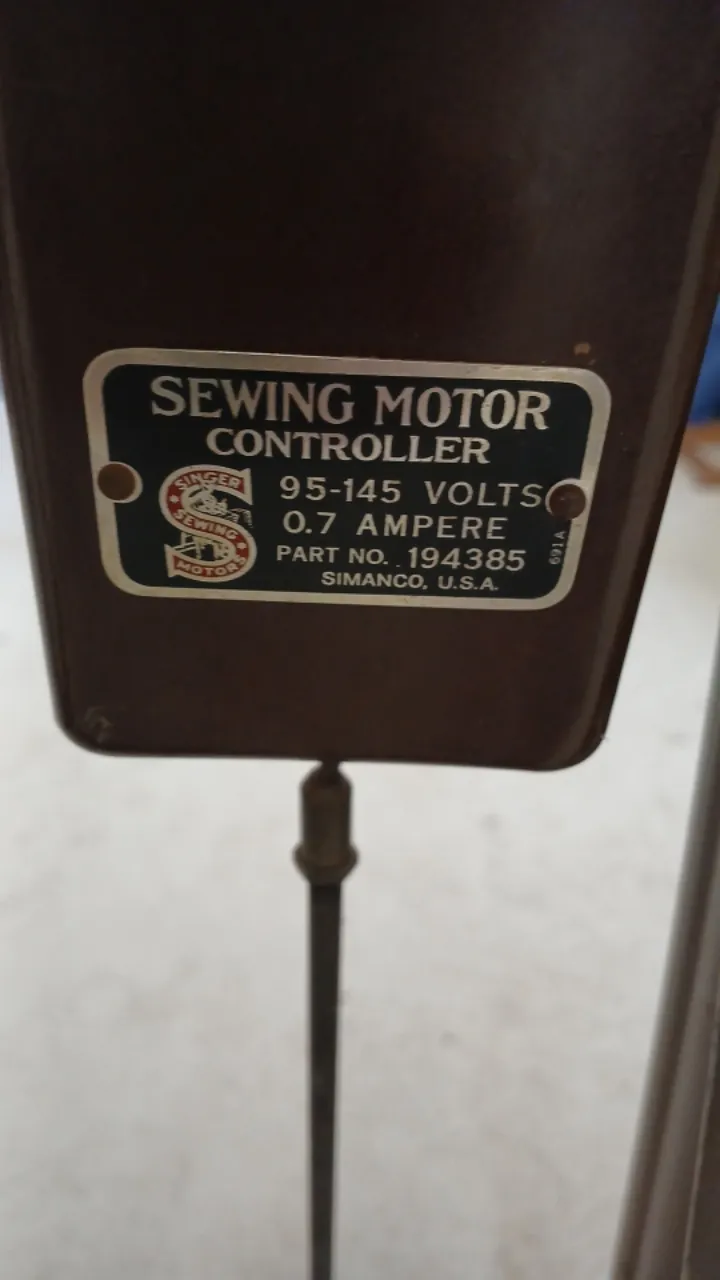 SEWING MOTOR
CONTROLLER
SINGER
SEWING
MOTORS
95-145 VOLTS
0.7 AMPERE
PART NO. 194385
SIMANCO, U.S.A.
691A